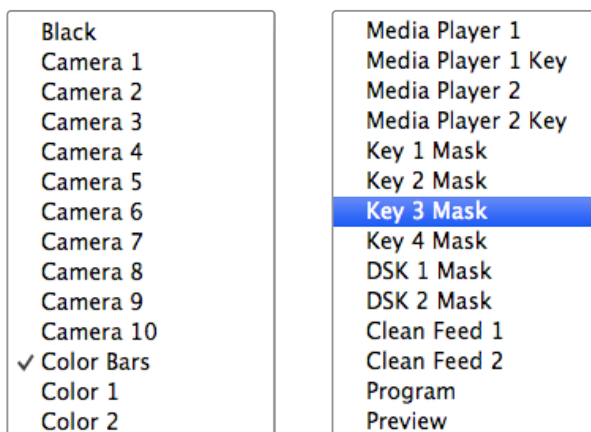 Black
Camera 1
Camera 2
Camera 3
Camera 4
Camera 5
Camera 6
Camera 7
Camera 8
Camera 9
Camera 10
✓ Color Bars
Color 1
Color 2
Media Player 1
Media Player 1 Key
Media Player 2
Media Player 2 Key
Key 1 Mask
Key 2 Mask
Key 3 Mask
Key 4 Mask
DSK 1 Mask
DSK 2 Mask
Clean Feed 1
Clean Feed 2
Program
Preview